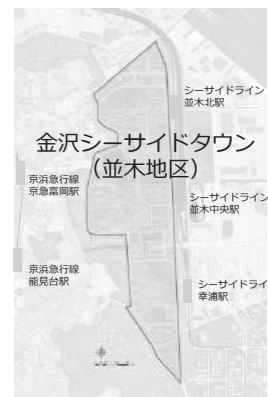 シーサイドライン
並木北駅
金沢シーサイドタウン
（並木地区）
京浜急行線
京急富岡駅
シーサイドライン
並木中央駅
京浜急行線
能見台駅
シーサイドライ
幸浦駅